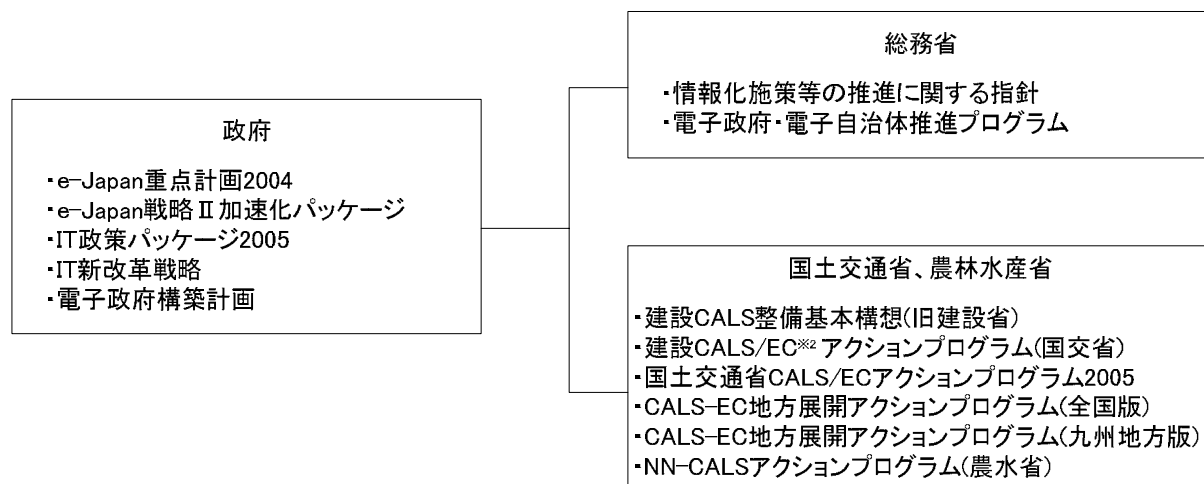 政府
・e-Japan重点計画2004
・e-Japan戦略Ⅱ加速化パッケージ
・IT政策パッケージ2005
・IT新改革戦略
・電子政府構築計画
総務省
・情報化施策等の推進に関する指針
・電子政府・電子自治体推進プログラム
国土交通省、農林水産省
・建設CALS整備基本構想(旧建設省)
・建設CALS/EC※2 アクションプログラム(国交省)
・国土交通省CALS/ECアクションプログラム2005
・CALS-EC地方展開アクションプログラム(全国版)
・CALS-EC地方展開アクションプログラム(九州地方版)
・NN-CALSアクションプログラム(農水省)